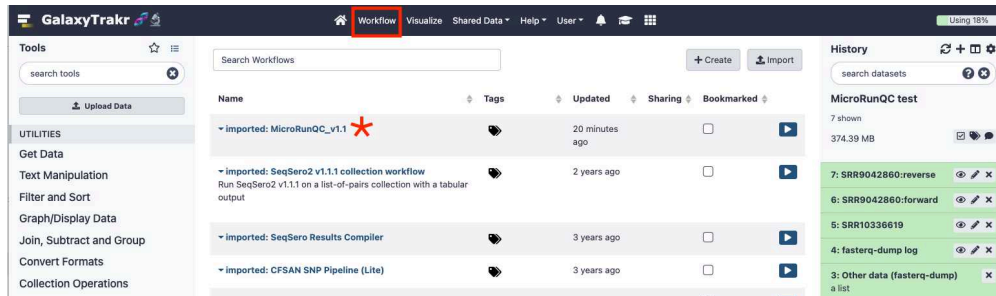 GalaxyTrakr
Workflow Visualize Shared Data Help User
Using 18%
Tools
search tools
Upload Data
UTILITIES
Get Data
Text Manipulation
Filter and Sort
Graph/Display Data
Join, Subtract and Group
Convert Formats
Collection Operations
Search Workflows
+ Create
Import
Name Tags Updated Sharing Bookmarked
imported: MicroRunQC_v1.1
20 minutes
ago
imported: SeqSero2 v1.1.1 collection workflow
2 years ago
Run SeqSero2 v1.1.1 on a list-of-pairs collection with a tabular
output
imported: SeqSero Results Compiler
3 years ago
imported: CFSAN SNP Pipeline (Lite)
3 years ago
History
search datasets
MicroRunQC test
7 shown
374.39 MB
7: SRR9042860:reverse
6: SRR9042860:forward
5: SRR10336619
4: fasterq-dump log
3: Other data (fasterq-dump)
a list